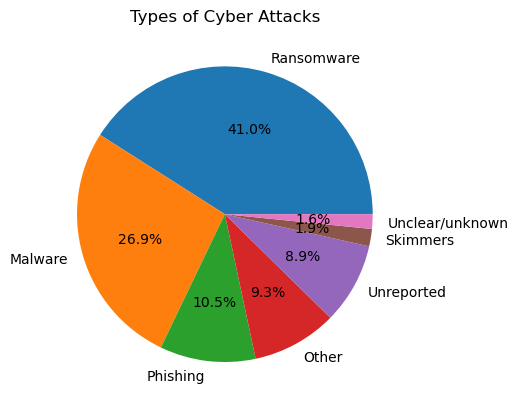 Types of Cyber Attacks
Ransomware
41.0%
Malware
26.9%
Phishing
10.5%
Other
9.3%
Unreported
8.9%
Skimmers
1.9%
Unclear/unknown
1.6%